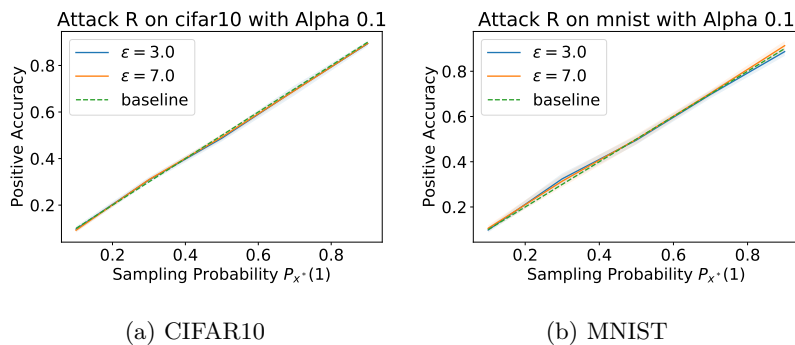 Attack R on cifar10 with Alpha 0.1
ε = 3.0
ε = 7.0
baseline
Positive Accuracy
0.8
0.6
0.4
0.2
0.2 0.4 0.6 0.8
Sampling Probability Pₓ*(1)
(a) CIFAR10
Attack R on mnist with Alpha 0.1
ε = 3.0
ε = 7.0
baseline
Positive Accuracy
0.8
0.6
0.4
0.2
0.2 0.4 0.6 0.8
Sampling Probability Pₓ*(1)
(b) MNIST